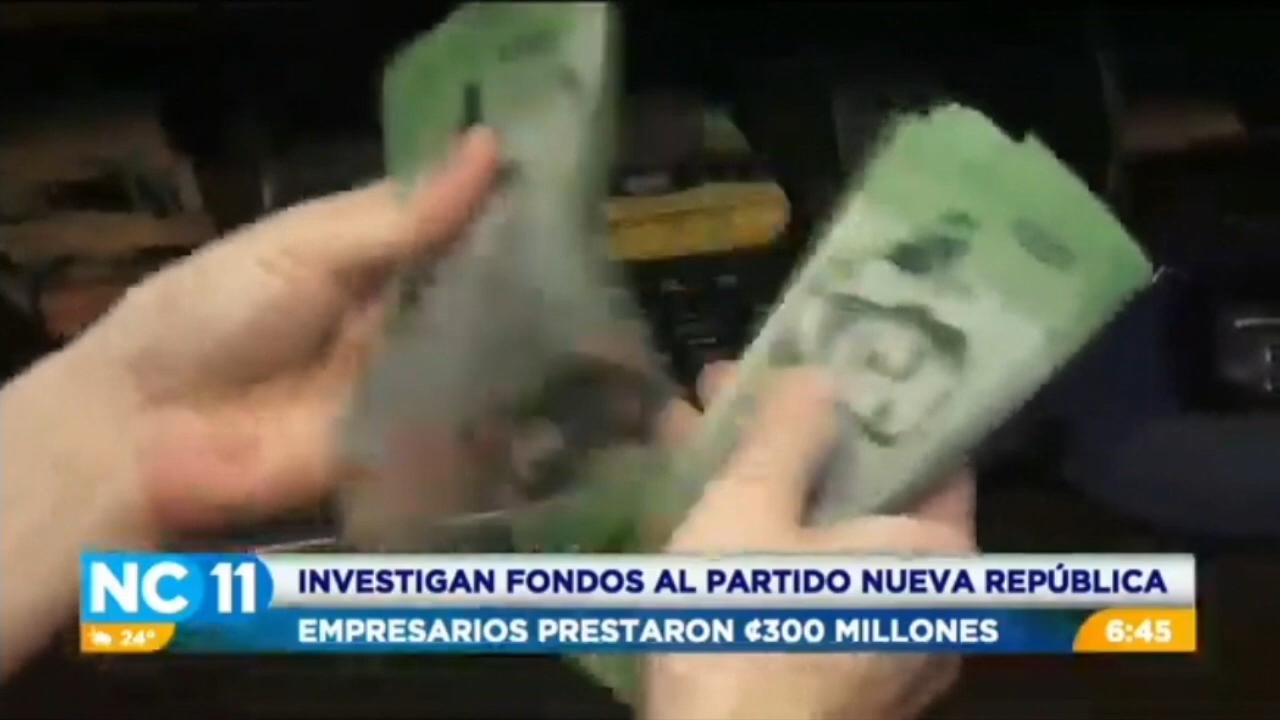 NC 11
INVESTIGAN FONDOS AL PARTIDO NUEVA REPÚBLICA
EMPRESARIOS PRESTARON ₡300 MILLONES
24°
6:45